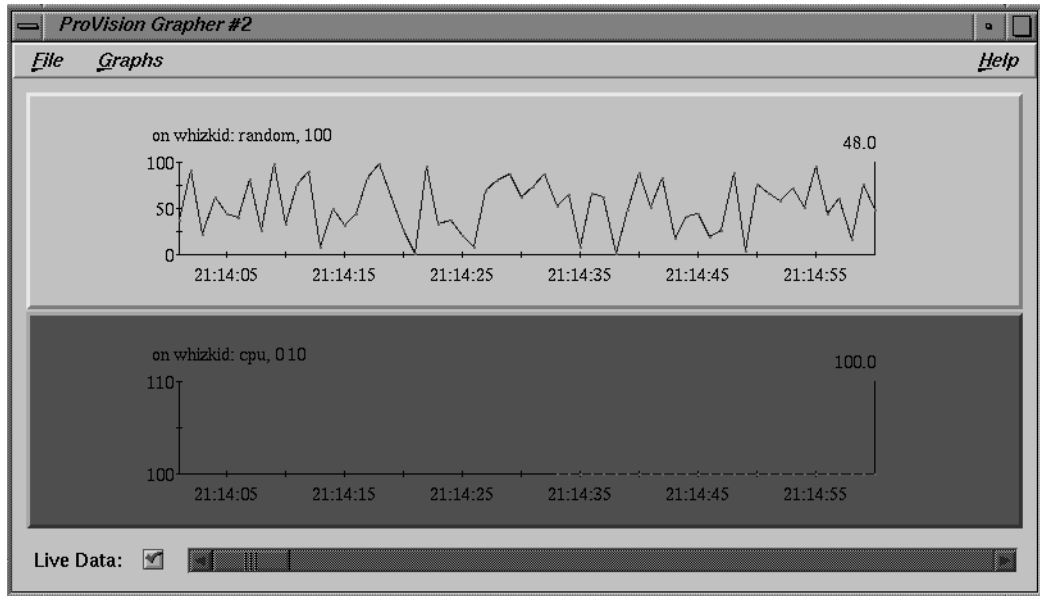 ProVision Grapher #2
File Graphs Help
on whizkid: random, 100
48.0
100
50
0
21:14:05 21:14:15 21:14:25 21:14:35 21:14:45 21:14:55
on whizkid: cpu, 0 10
100.0
110
100
21:14:05 21:14:15 21:14:25 21:14:35 21:14:45 21:14:55
Live Data: